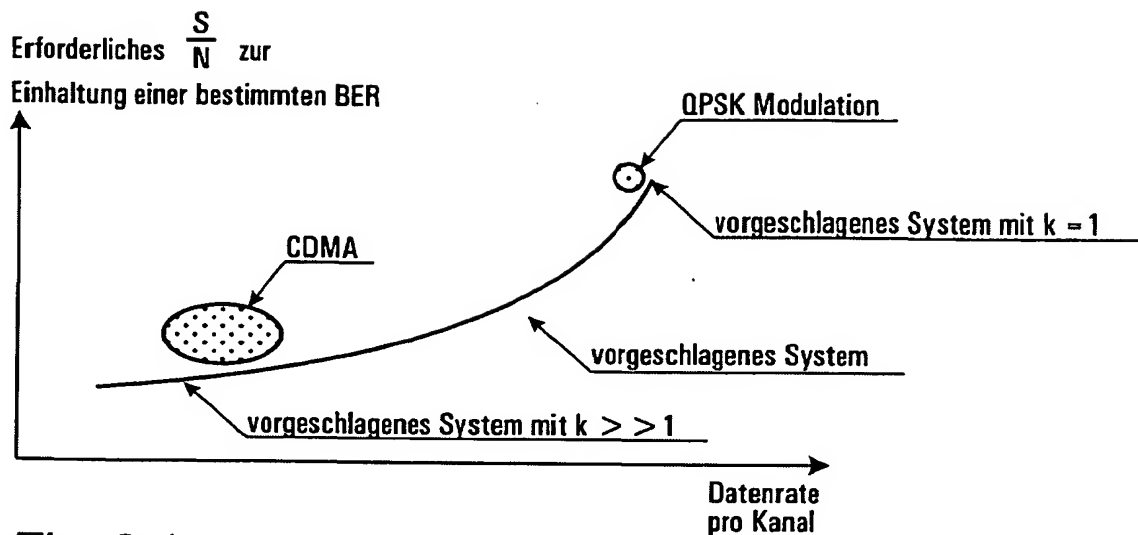 Erforderliches S/N zur
Einhaltung einer bestimmten BER
QPSK Modulation
vorgeschlagenes System mit k = 1
CDMA
vorgeschlagenes System
vorgeschlagenes System mit k > > 1
Datenrate
pro Kanal